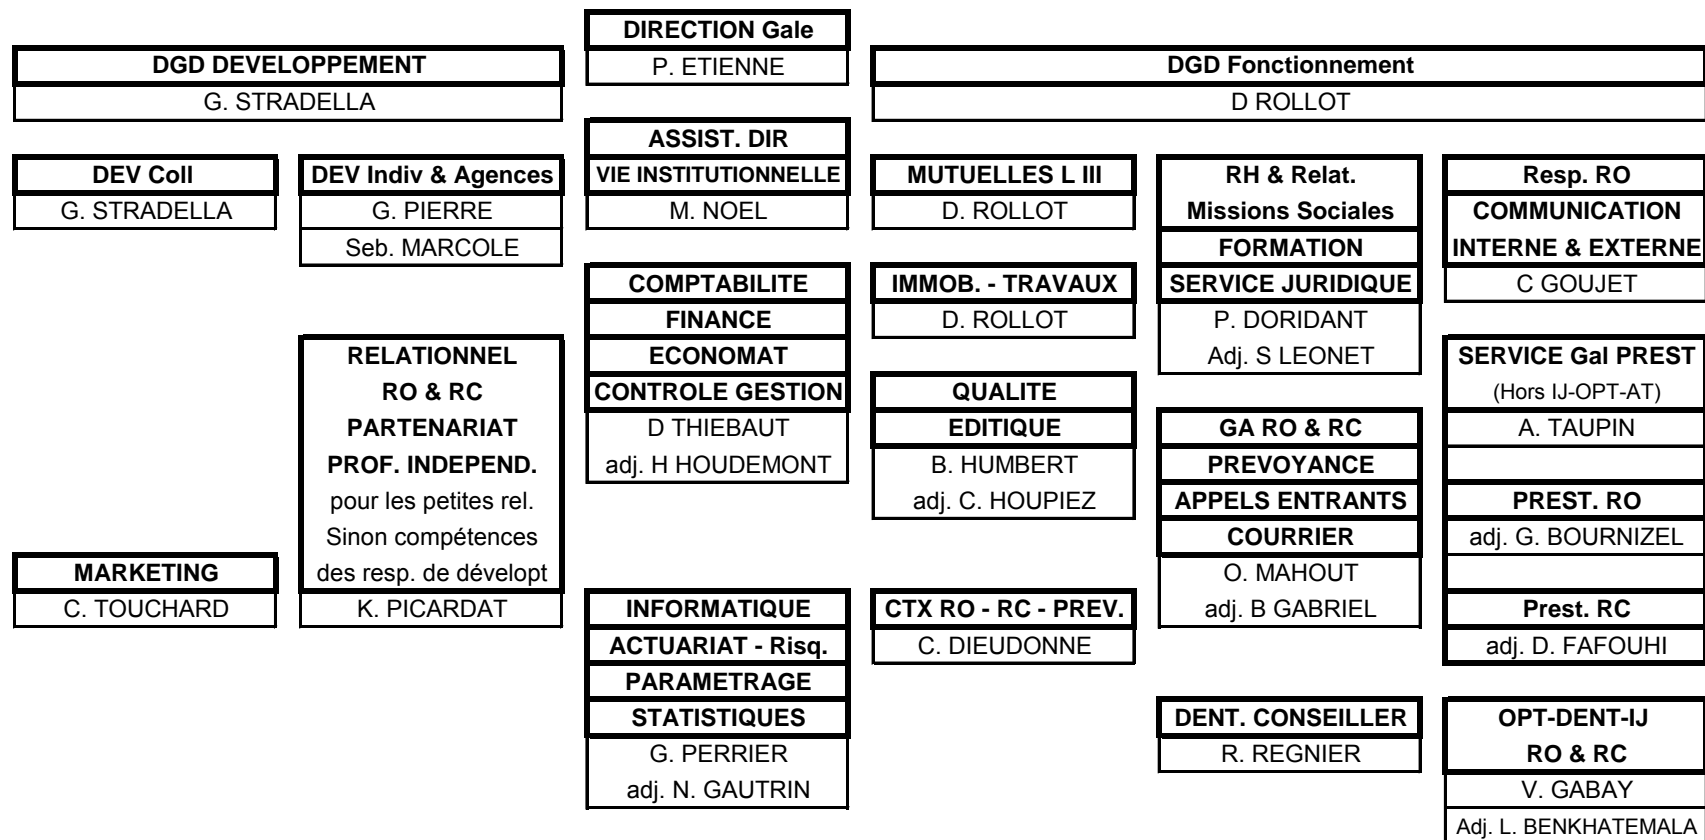 DIRECTION Gale
P. ETIENNE
DGD DEVELOPPEMENT
G. STRADELLA
DGD Fonctionnement
D ROLLOT
ASSIST. DIR
VIE INSTITUTIONNELLE
M. NOEL
DEV Coll
G. STRADELLA
DEV Indiv & Agences
G. PIERRE
Seb. MARCOLE
MUTUELLES L III
D. ROLLOT
RH & Relat.
Missions Sociales
FORMATION
SERVICE JURIDIQUE
P. DORIDANT
Adj. S LEONET
Resp. RO
COMMUNICATION
INTERNE & EXTERNE
C GOUJET
COMPTABILITE
FINANCE
ECONOMAT
CONTROLE GESTION
D THIEBAUT
adj. H HOUDEMONT
IMMOB. - TRAVAUX
D. ROLLOT
RELATIONNEL
RO & RC
PARTENARIAT
PROF. INDEPEND.
pour les petites rel.
Sinon compétences
des resp. de dévelopt
K. PICARDAT
QUALITE
EDITIQUE
B. HUMBERT
adj. C. HOUPIEZ
GA RO & RC
PREVOYANCE
APPELS ENTRANTS
COURRIER
O. MAHOUT
adj. B GABRIEL
SERVICE Gal PREST
(Hors IJ-OPT-AT)
A. TAUPIN
PREST. RO
adj. G. BOURNIZEL
Prest. RC
adj. D. FAFOUHI
MARKETING
C. TOUCHARD
INFORMATIQUE
ACTUARIAT - Risq.
PARAMETRAGE
STATISTIQUES
G. PERRIER
adj. N. GAUTRIN
CTX RO - RC - PREV.
C. DIEUDONNE
DENT. CONSEILLER
R. REGNIER
OPT-DENT-IJ
RO & RC
V. GABAY
Adj. L. BENKHATEMALA